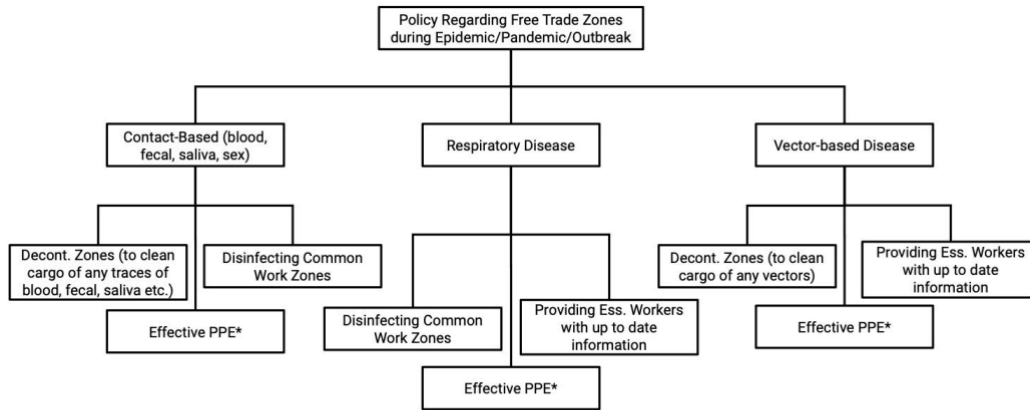 Policy Regarding Free Trade Zones
during Epidemic/Pandemic/Outbreak
Contact-Based (blood,
fecal, saliva, sex)
Respiratory Disease
Vector-based Disease
Decont. Zones (to clean
cargo of any traces of
blood, fecal, saliva etc.)
Disinfecting Common
Work Zones
Effective PPE*
Disinfecting Common
Work Zones
Providing Ess. Workers
with up to date
information
Effective PPE*
Decont. Zones (to clean
cargo of any vectors)
Providing Ess. Workers
with up to date
information
Effective PPE*